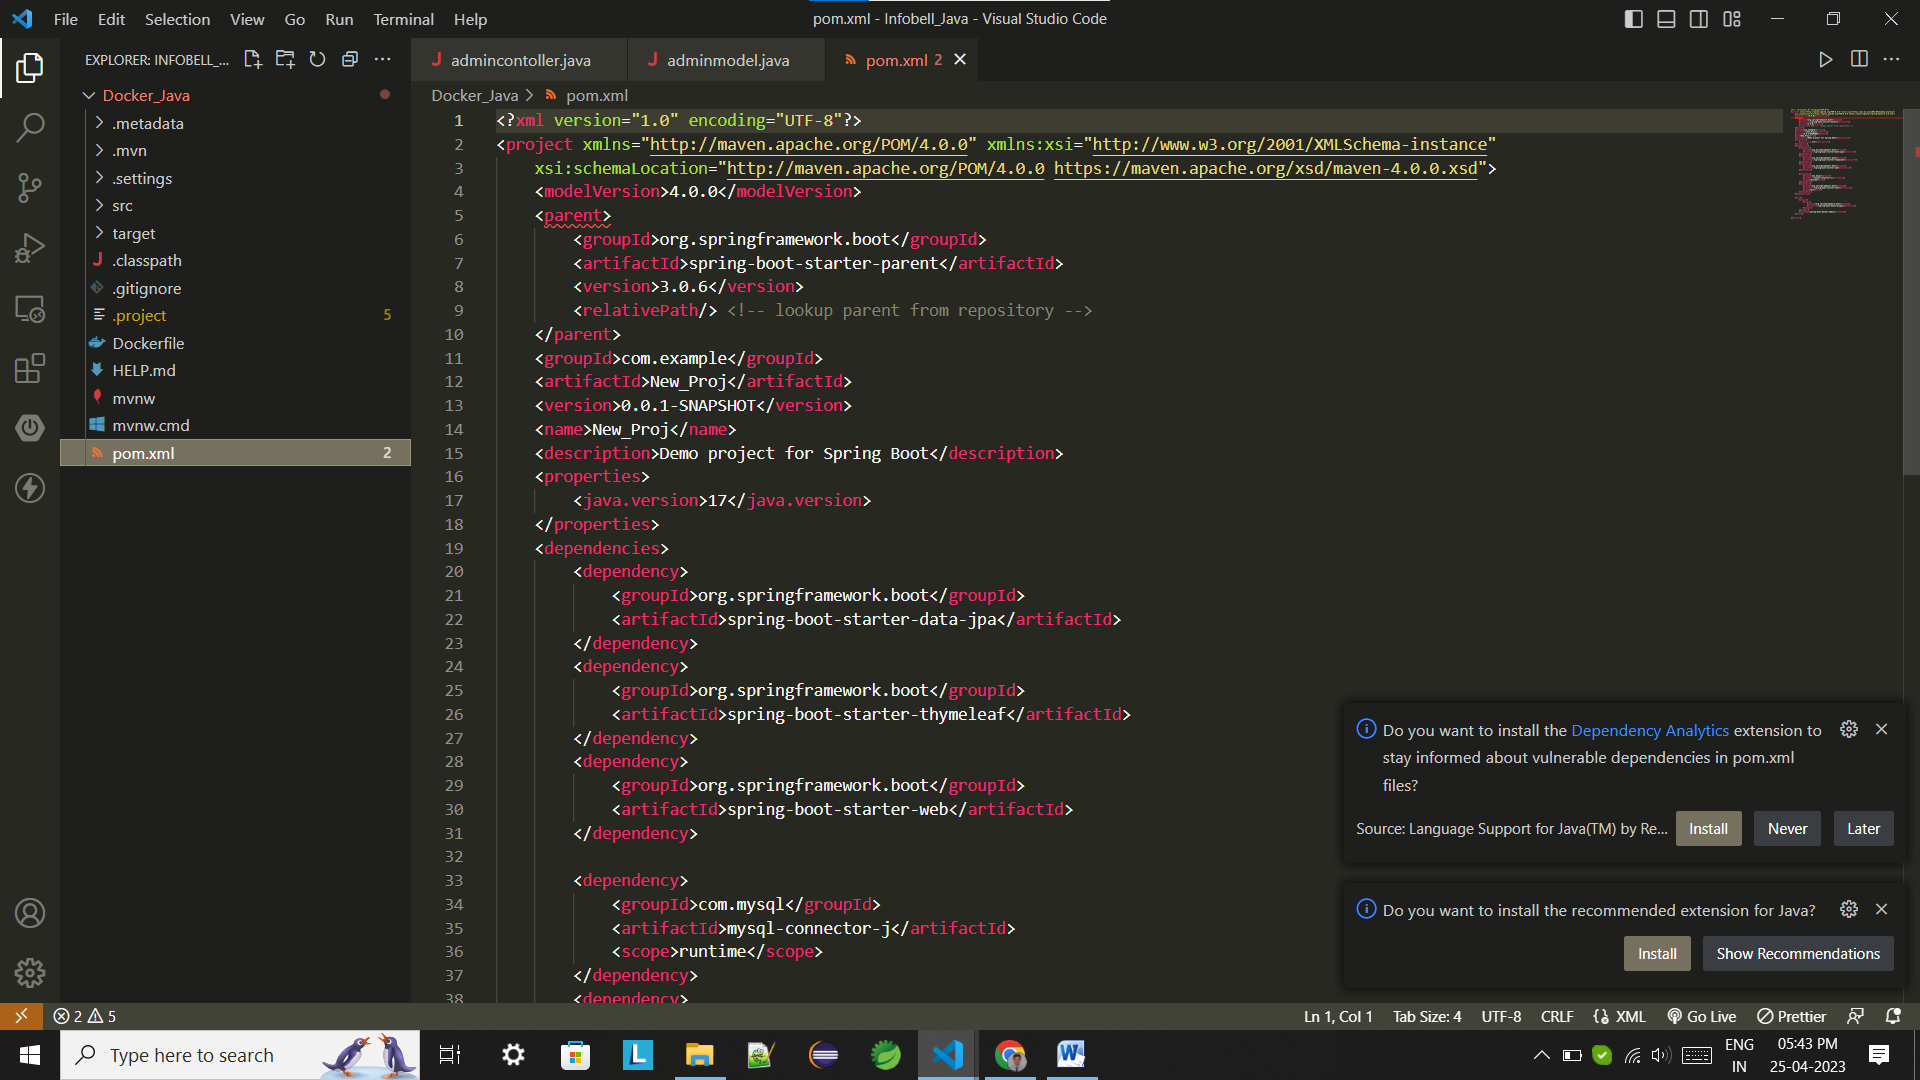 File Edit Selection View Go Run Terminal Help
pom.xml - Infobell_Java - Visual Studio Code
EXPLORER: INFOBELL_...
Docker_Java
.metadata
.mvn
.settings
src
target
.classpath
.gitignore
.project 5
Dockerfile
HELP.md
mvnw
mvnw.cmd
pom.xml 2
admincontoller.java
adminmodel.java
pom.xml 2
Docker_Java > pom.xml
1 <?xml version="1.0" encoding="UTF-8"?>
2 <project xmlns="http://maven.apache.org/POM/4.0.0" xmlns:xsi="http://www.w3.org/2001/XMLSchema-instance"
3 xsi:schemaLocation="http://maven.apache.org/POM/4.0.0 https://maven.apache.org/xsd/maven-4.0.0.xsd">
4 <modelVersion>4.0.0</modelVersion>
5 <parent>
6 <groupId>org.springframework.boot</groupId>
7 <artifactId>spring-boot-starter-parent</artifactId>
8 <version>3.0.6</version>
9 <relativePath/> <!-- lookup parent from repository -->
10 </parent>
11 <groupId>com.example</groupId>
12 <artifactId>New_Proj</artifactId>
13 <version>0.0.1-SNAPSHOT</version>
14 <name>New_Proj</name>
15 <description>Demo project for Spring Boot</description>
16 <properties>
17 <java.version>17</java.version>
18 </properties>
19 <dependencies>
20 <dependency>
21 <groupId>org.springframework.boot</groupId>
22 <artifactId>spring-boot-starter-data-jpa</artifactId>
23 </dependency>
24 <dependency>
25 <groupId>org.springframework.boot</groupId>
26 <artifactId>spring-boot-starter-thymeleaf</artifactId>
27 </dependency>
28 <dependency>
29 <groupId>org.springframework.boot</groupId>
30 <artifactId>spring-boot-starter-web</artifactId>
31 </dependency>
32
33 <dependency>
34 <groupId>com.mysql</groupId>
35 <artifactId>mysql-connector-j</artifactId>
36 <scope>runtime</scope>
37 </dependency>
38 <dependency>
Do you want to install the Dependency Analytics extension to
stay informed about vulnerable dependencies in pom.xml
files?
Source: Language Support for Java(TM) by Re... Install Never Later
Do you want to install the recommended extension for Java?
Install Show Recommendations
2 5
Ln 1, Col 1 Tab Size: 4 UTF-8 CRLF XML Go Live Prettier
Type here to search
L
W
ENG
IN
05:43 PM
25-04-2023